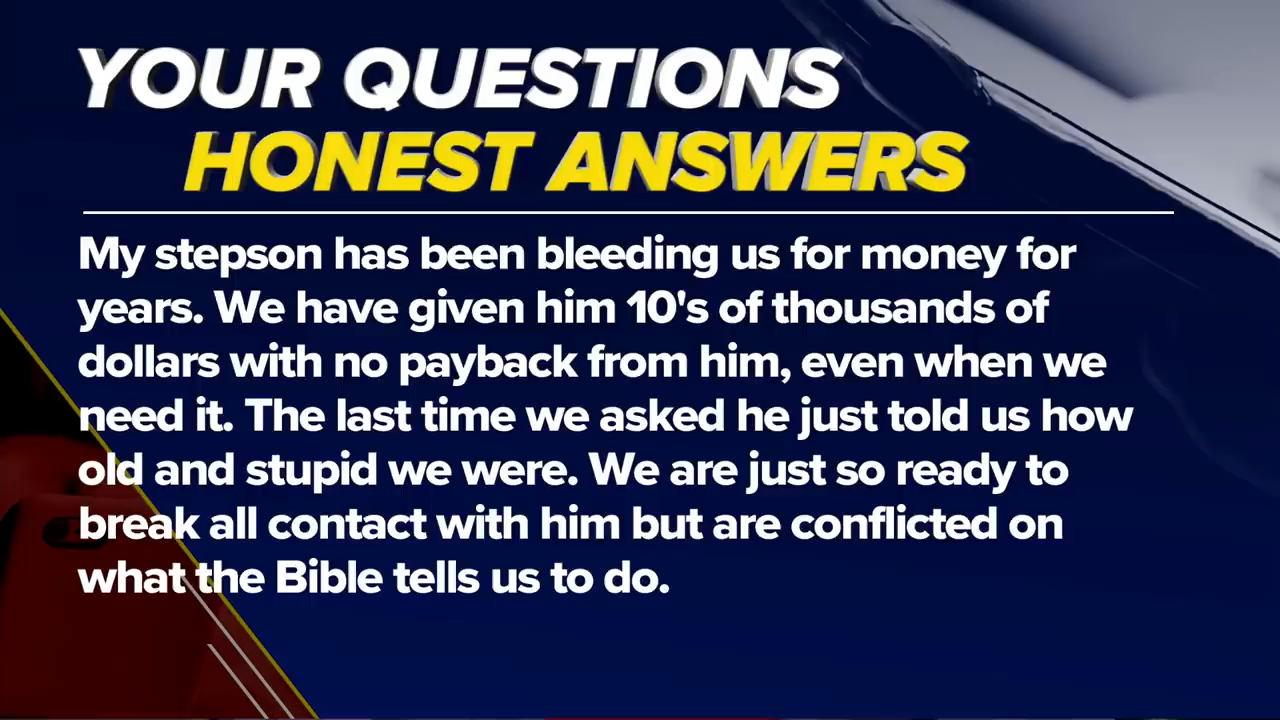 YOUR QUESTIONS
HONEST ANSWERS
My stepson has been bleeding us for money for
years. We have given him 10's of thousands of
dollars with no payback from him, even when we
need it. The last time we asked he just told us how
old and stupid we were. We are just so ready to
break all contact with him but are conflicted on
what the Bible tells us to do.